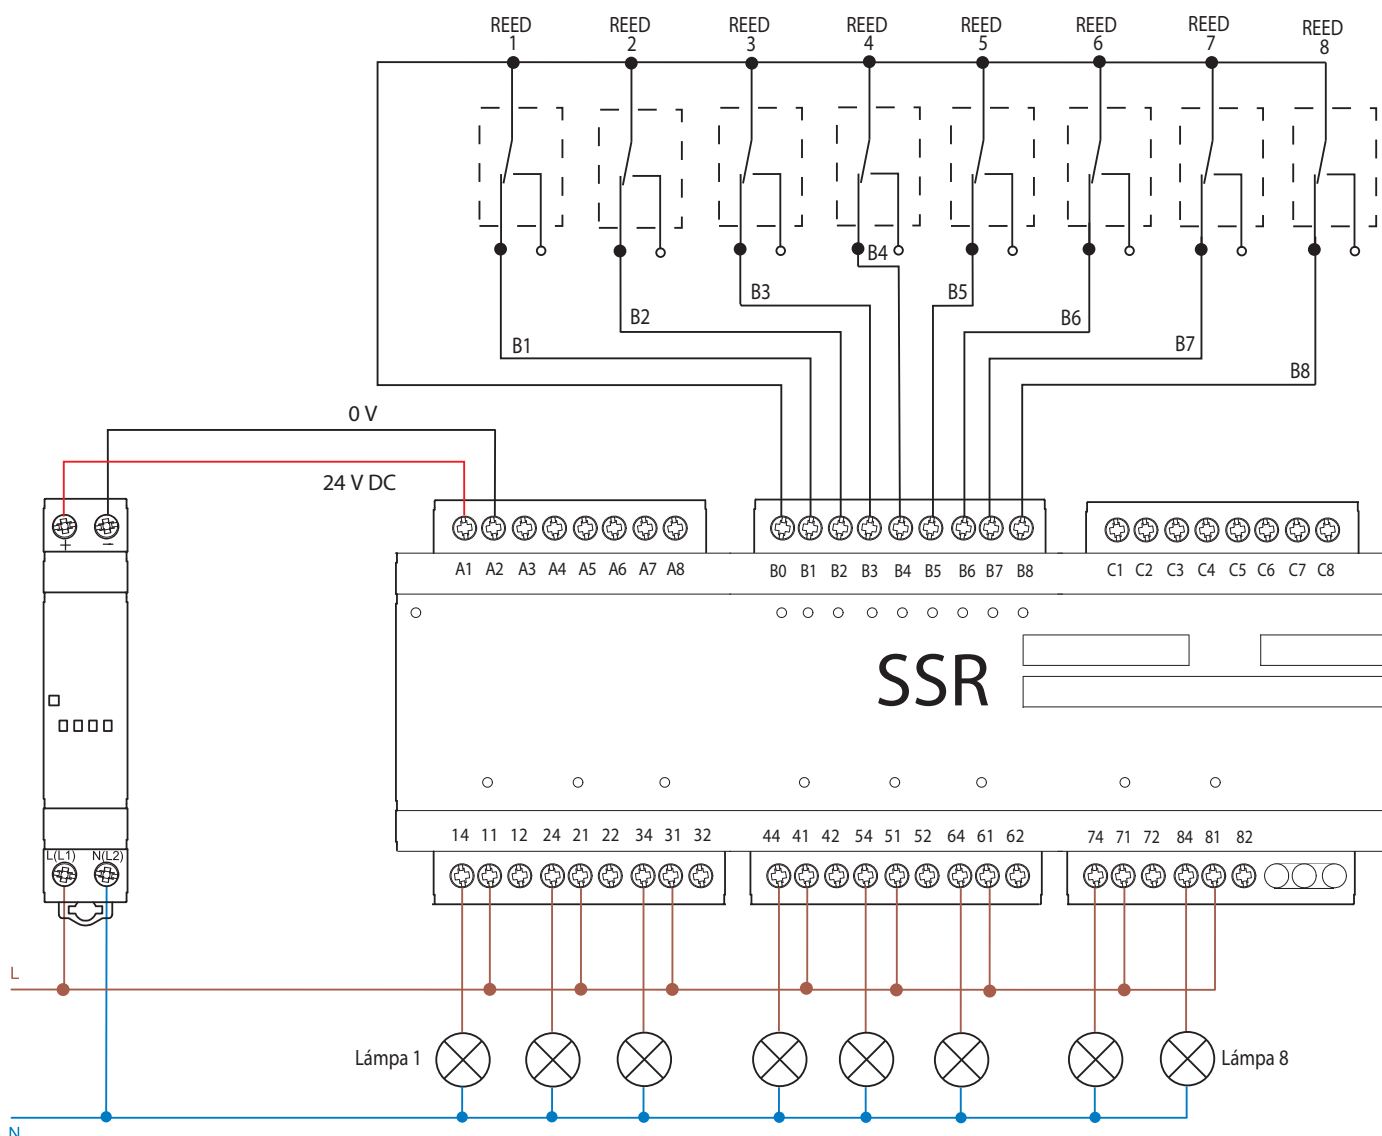 REED 1
REED 2
REED 3
REED 4
REED 5
REED 6
REED 7
REED 8
B4
B3
B5
B2
B6
B1
B7
B8
0 V
24 V DC
+ −
A1 A2 A3 A4 A5 A6 A7 A8
B0 B1 B2 B3 B4 B5 B6 B7 B8
C1 C2 C3 C4 C5 C6 C7 C8
SSR
14 11 12 24 21 22 34 31 32
44 41 42 54 51 52 64 61 62
74 71 72 84 81 82
L(L1) N(L2)
L
Lámpa 1
Lámpa 8
N